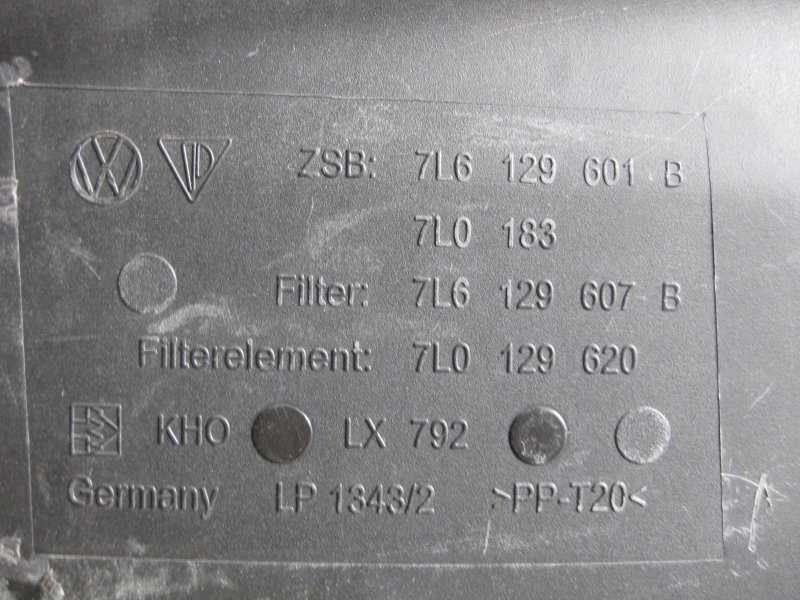 ZSB: 7L6 129 601 B
7L0 183
Filter: 7L6 129 607 B
Filterelement: 7L0 129 620
KHO LX 792
Germany LP 1343/2 >PP-T20<